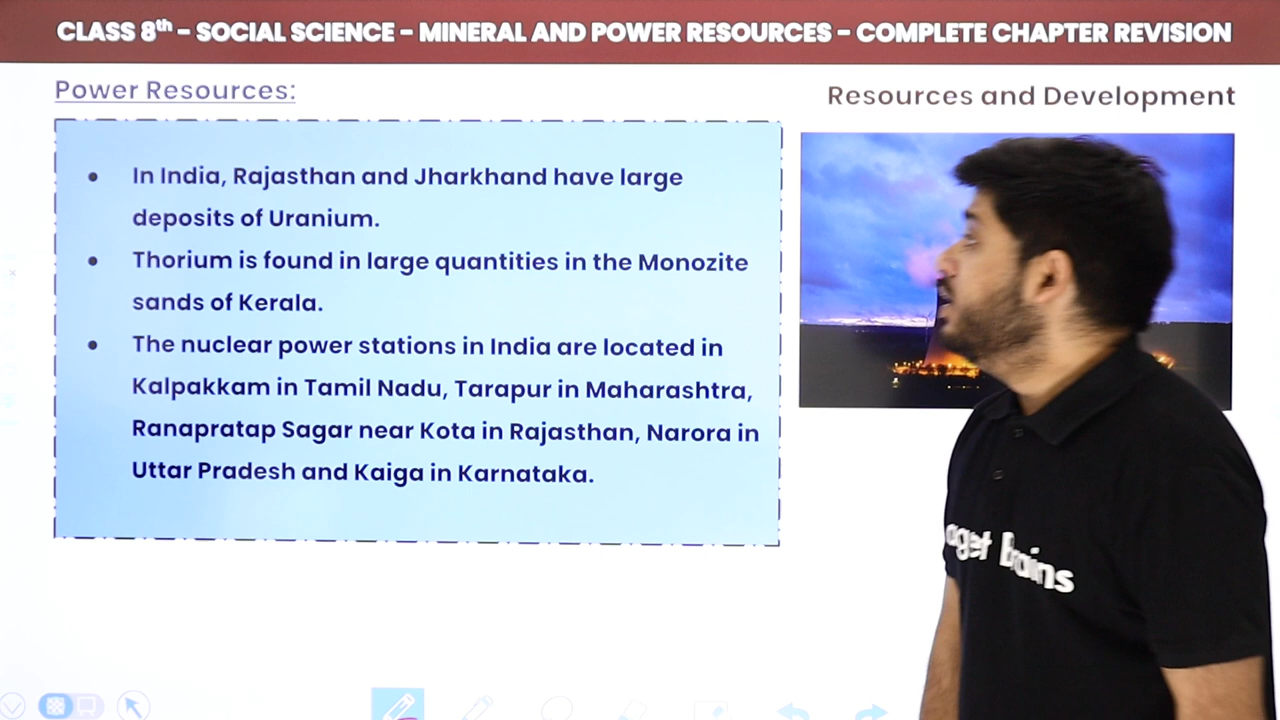 CLASS 8th – SOCIAL SCIENCE – MINERAL AND POWER RESOURCES – COMPLETE CHAPTER REVISION
Power Resources:
Resources and Development
• In India, Rajasthan and Jharkhand have large
deposits of Uranium.
• Thorium is found in large quantities in the Monozite
sands of Kerala.
• The nuclear power stations in India are located in
Kalpakkam in Tamil Nadu, Tarapur in Maharashtra,
Ranapratap Sagar near Kota in Rajasthan, Narora in
Uttar Pradesh and Kaiga in Karnataka.
Brains